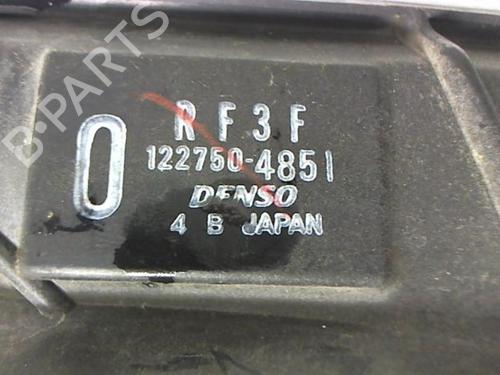 B-PARTS
0
RF3F
122750-4851
DENSO
4 B JAPAN